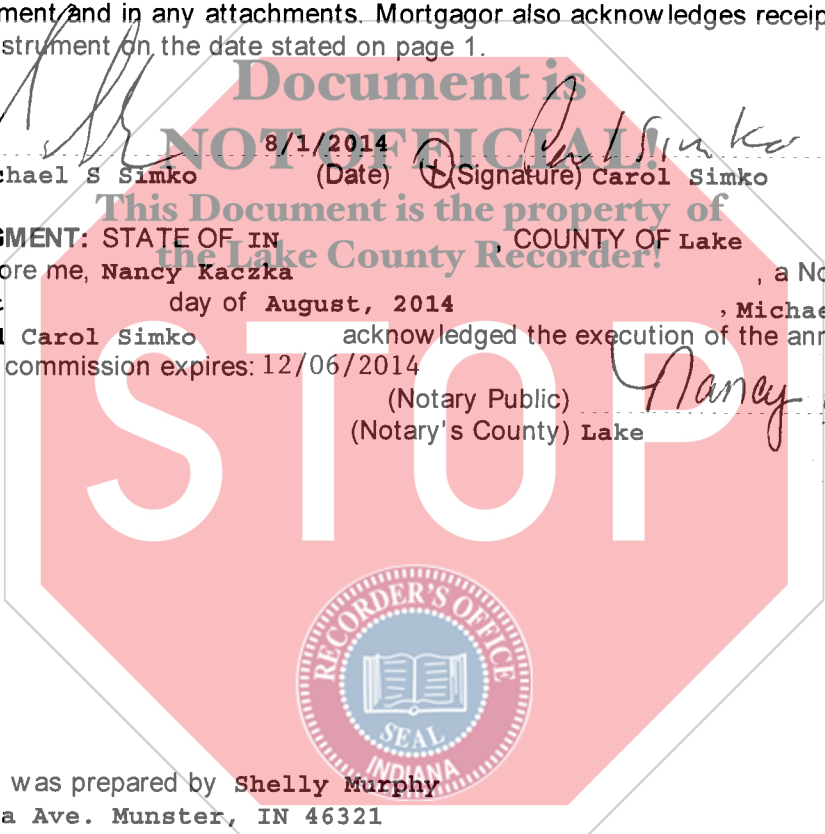 ment and in any attachments. Mortgagor also acknowledges receip
strument on the date stated on page 1.
Document is
NOT OFFICIAL!
8/1/2014 Carol Simko
chael S Simko (Date) (Signature) Carol Simko
This Document is the property of
GMENT: STATE OF IN , COUNTY OF Lake
the Lake County Recorder!
ore me, Nancy Kaczka , a No
day of August, 2014 , Michae
Carol Simko acknowledged the execution of the ann
commission expires: 12/06/2014
(Notary Public) Nancy
(Notary's County) Lake
STOP
RECORDER'S OFFICE
SEAL
INDIANA
was prepared by Shelly Murphy
a Ave. Munster, IN 46321